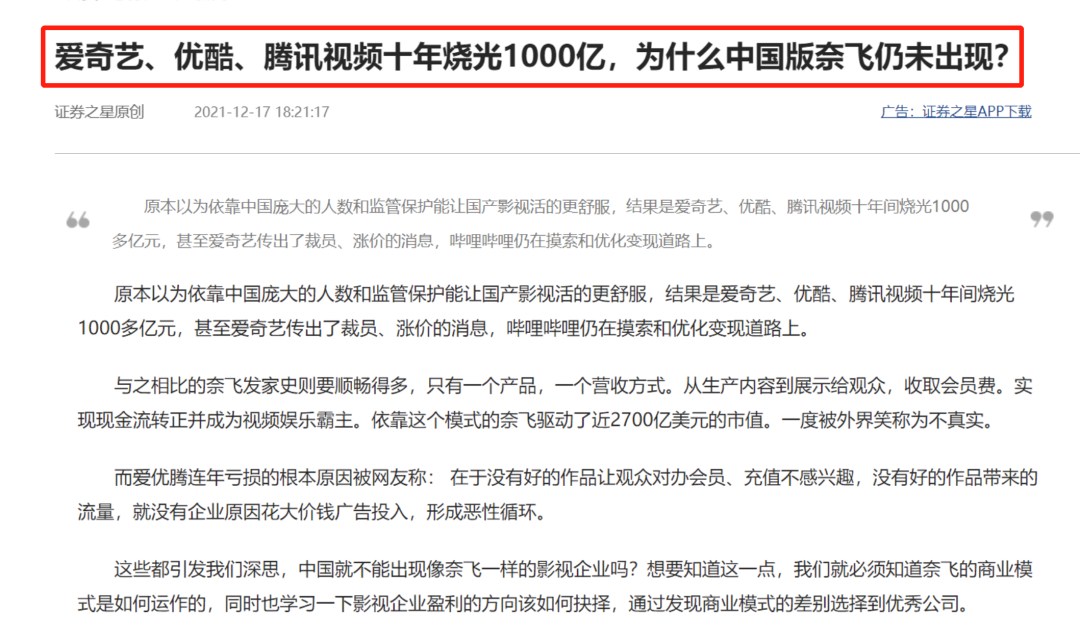 爱奇艺、优酷、腾讯视频十年烧光1000亿，为什么中国版奈飞仍未出现？
证券之星原创 2021-12-17 18:21:17 广告：证券之星APP下载
“ 原本以为依靠中国庞大的人数和监管保护能让国产影视活的更舒服，结果是爱奇艺、优酷、腾讯视频十年间烧光1000 ”
多亿元，甚至爱奇艺传出了裁员、涨价的消息，哔哩哔哩仍在摸索和优化变现道路上。
原本以为依靠中国庞大的人数和监管保护能让国产影视活的更舒服，结果是爱奇艺、优酷、腾讯视频十年间烧光
1000多亿元，甚至爱奇艺传出了裁员、涨价的消息，哔哩哔哩仍在摸索和优化变现道路上。
与之相比的奈飞发家史则要顺畅得多，只有一个产品，一个营收方式。从生产内容到展示给观众，收取会员费。实
现现金流转正并成为视频娱乐霸主。依靠这个模式的奈飞驱动了近2700亿美元的市值。一度被外界笑称为不真实。
而爱优腾连年亏损的根本原因被网友称： 在于没有好的作品让观众对办会员、充值不感兴趣，没有好的作品带来的
流量，就没有企业原因花大价钱广告投入，形成恶性循环。
这些都引发我们深思，中国就不能出现像奈飞一样的影视企业吗？想要知道这一点，我们就必须知道奈飞的商业模
式是如何运作的，同时也学习一下影视企业盈利的方向该如何抉择，通过发现商业模式的差别选择到优秀公司。